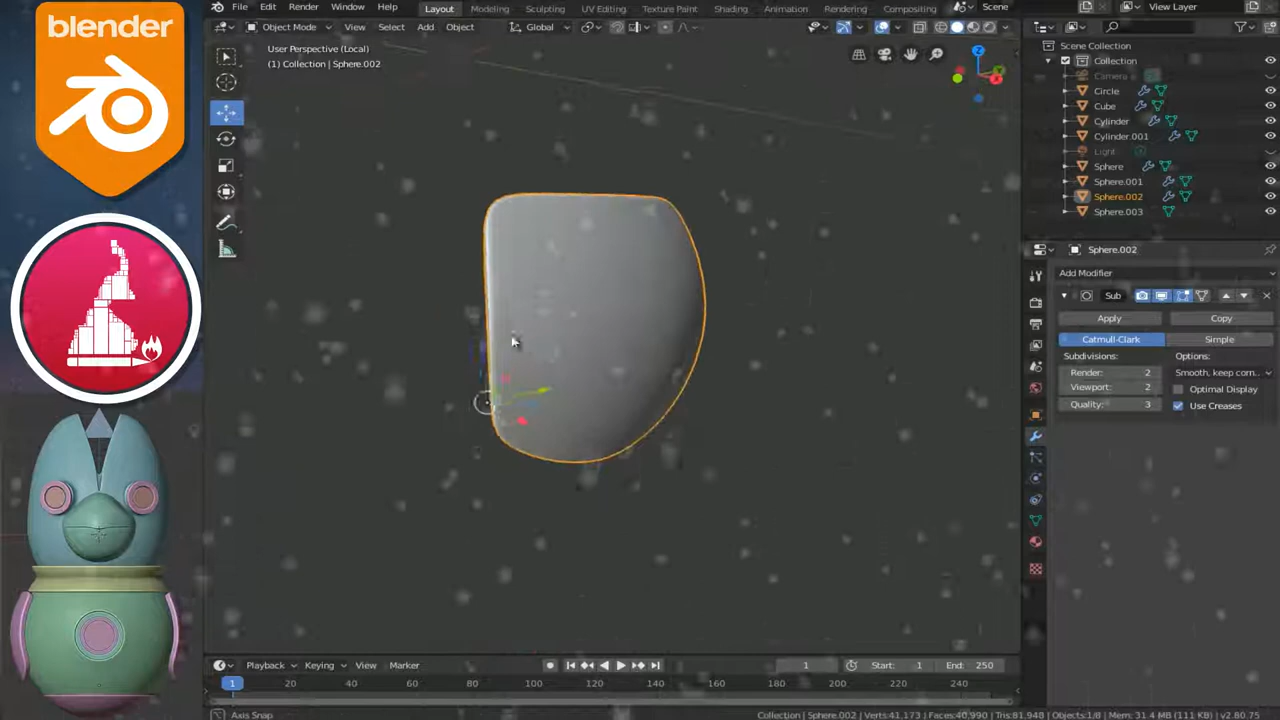 blender
File Edit Render Window Help
Layout Modeling Sculpting UV Editing Texture Paint Shading Animation Rendering Compositing
Scene
View Layer
Object Mode View Select Add Object
Global
User Perspective (Local)
(1) Collection | Sphere.002
Scene Collection
Collection
Camera
Circle
Cube
Cylinder
Cylinder.001
Light
Sphere
Sphere.001
Sphere.002
Sphere.003
Sphere.002
Add Modifier
Sub
Apply Copy
Catmull-Clark Simple
Subdivisions: Options:
Render: 2 Smooth, keep corn..
Viewport: 2 Optimal Display
Quality: 3 Use Creases
Playback Keying View Marker
1 Start: 1 End: 250
1 20 40 60 80 100 120 140 160 180 200 220 240
Axis Snap
Collection | Sphere.002 | Verts:41,173 | Faces:40,990 | Tris:81,948 | Objects:1/8 | Mem: 31.4 MB (111 KB) | v2.80.75